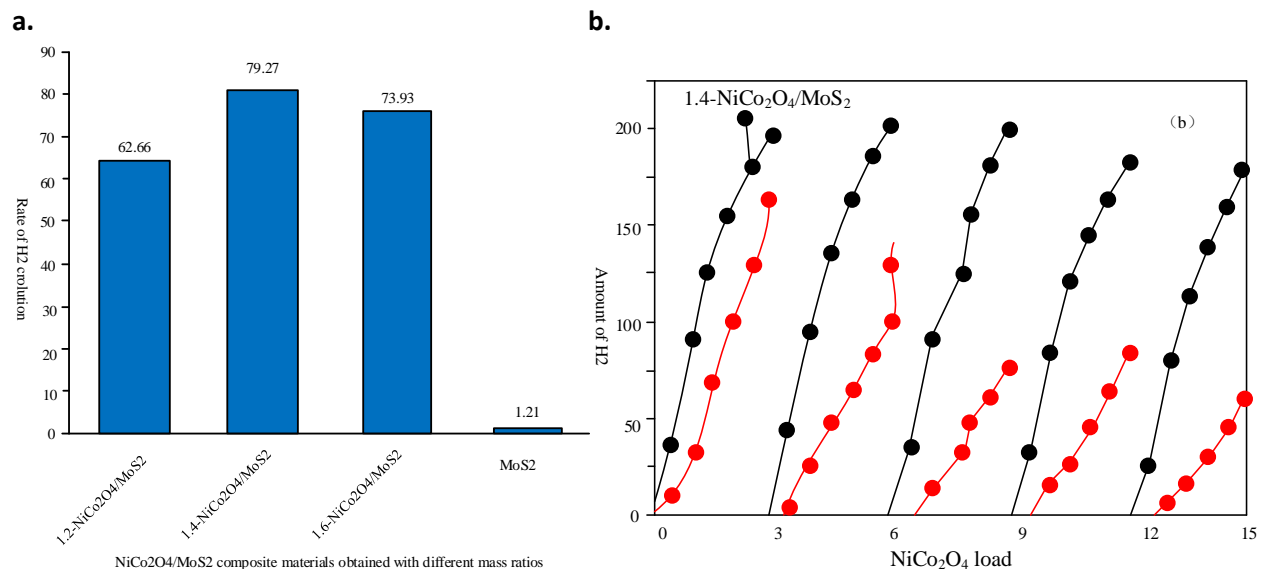 a.
90
80
70
60
50
40
30
20
10
0
Rate of H2 crolution
62.66
79.27
73.93
1.21
1.2-NiCo2O4/MoS2
1.4-NiCo2O4/MoS2
1.6-NiCo2O4/MoS2
MoS2
NiCo2O4/MoS2 composite materials obtained with different mass ratios
b.
1.4-NiCo₂O₄/MoS₂
(b)
200
150
100
50
0
Amount of H2
0 3 6 9 12 15
NiCo₂O₄ load